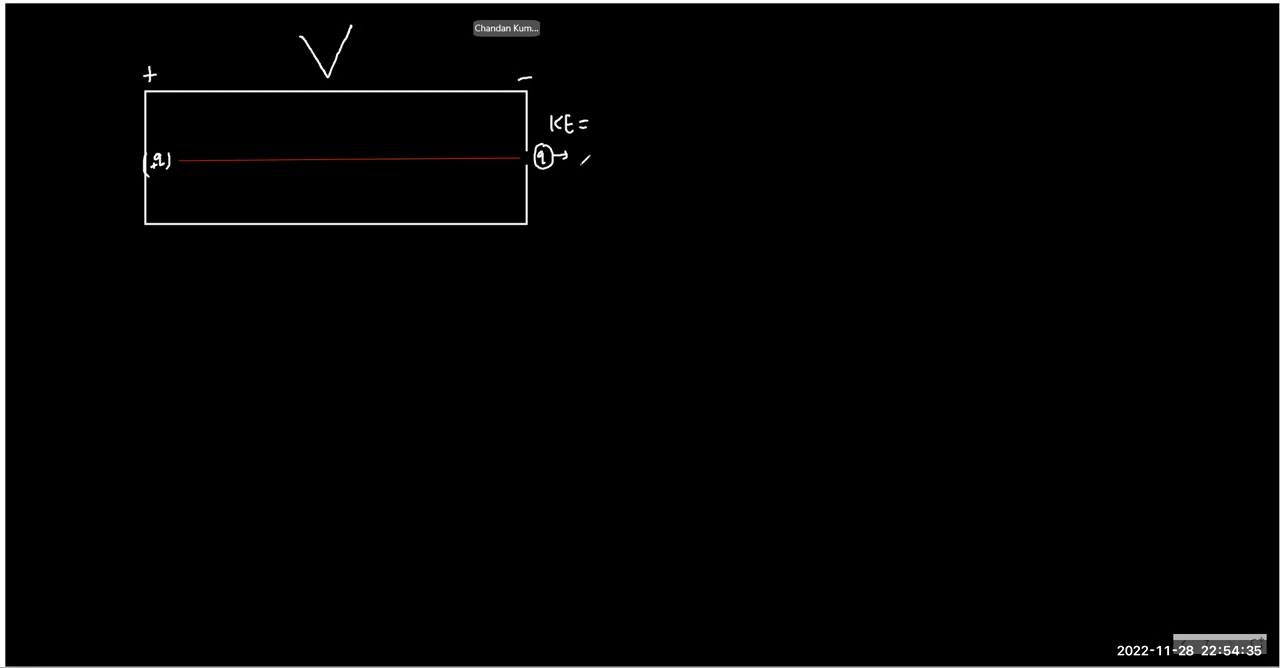 Chandan Kum...
V
+ −
KE =
+q
q →
2022-11-28 22:54:35